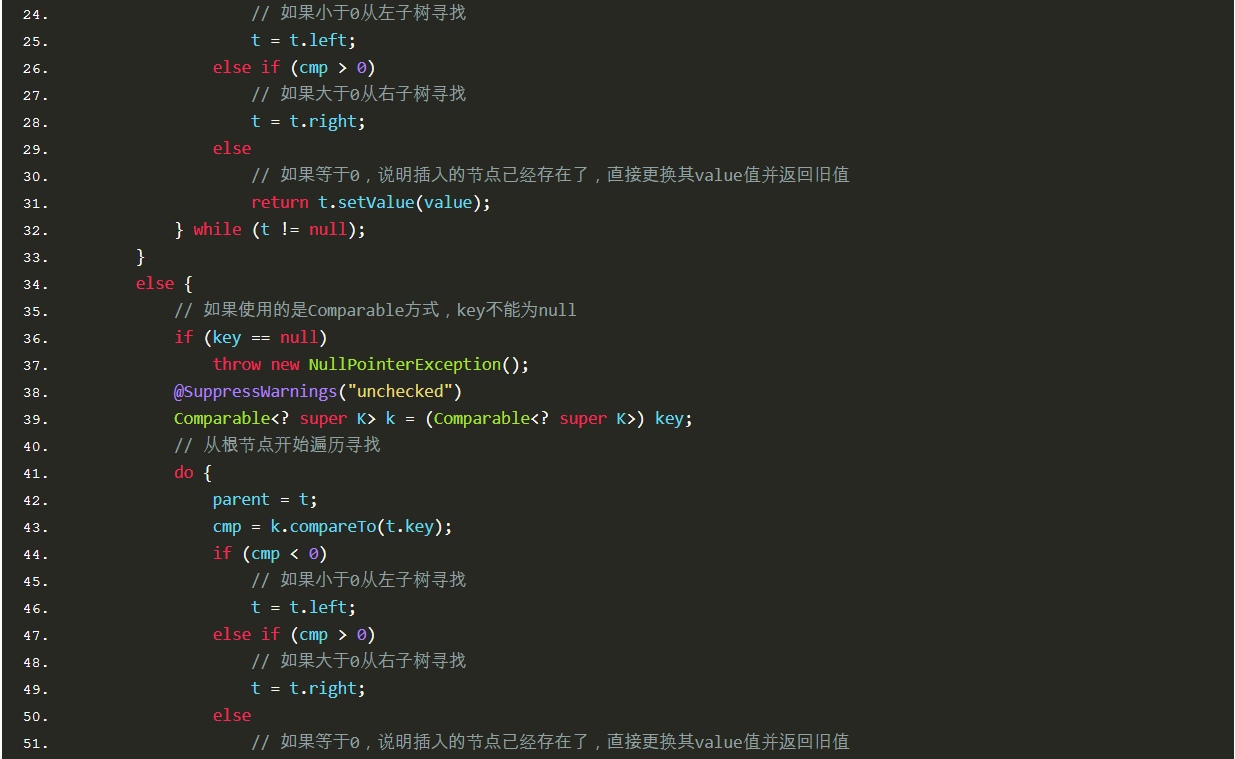 24. // 如果小于0从左子树寻找
25. t = t.left;
26. else if (cmp > 0)
27. // 如果大于0从右子树寻找
28. t = t.right;
29. else
30. // 如果等于0，说明插入的节点已经存在了，直接更换其value值并返回旧值
31. return t.setValue(value);
32. } while (t != null);
33. }
34. else {
35. // 如果使用的是Comparable方式，key不能为null
36. if (key == null)
37. throw new NullPointerException();
38. @SuppressWarnings("unchecked")
39. Comparable<? super K> k = (Comparable<? super K>) key;
40. // 从根节点开始遍历寻找
41. do {
42. parent = t;
43. cmp = k.compareTo(t.key);
44. if (cmp < 0)
45. // 如果小于0从左子树寻找
46. t = t.left;
47. else if (cmp > 0)
48. // 如果大于0从右子树寻找
49. t = t.right;
50. else
51. // 如果等于0，说明插入的节点已经存在了，直接更换其value值并返回旧值